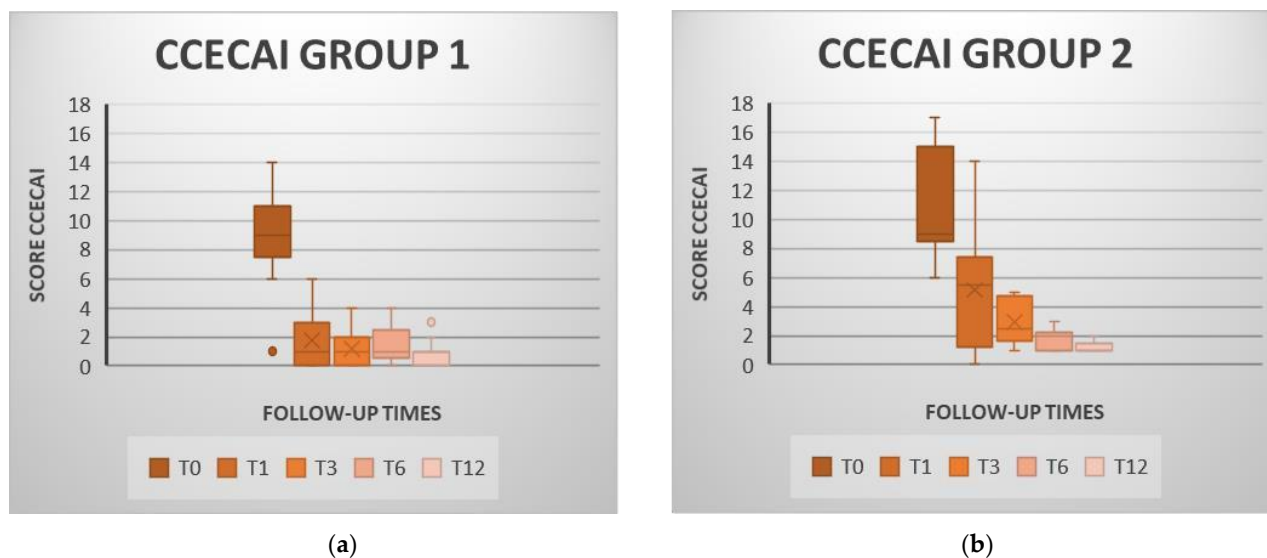 CCECAI GROUP 1
18
16
14
12
10
8
6
4
2
0
SCORE CCECAI
FOLLOW-UP TIMES
T0 T1 T3 T6 T12
(a)
CCECAI GROUP 2
18
16
14
12
10
8
6
4
2
0
SCORE CCECAI
FOLLOW-UP TIMES
T0 T1 T3 T6 T12
(b)